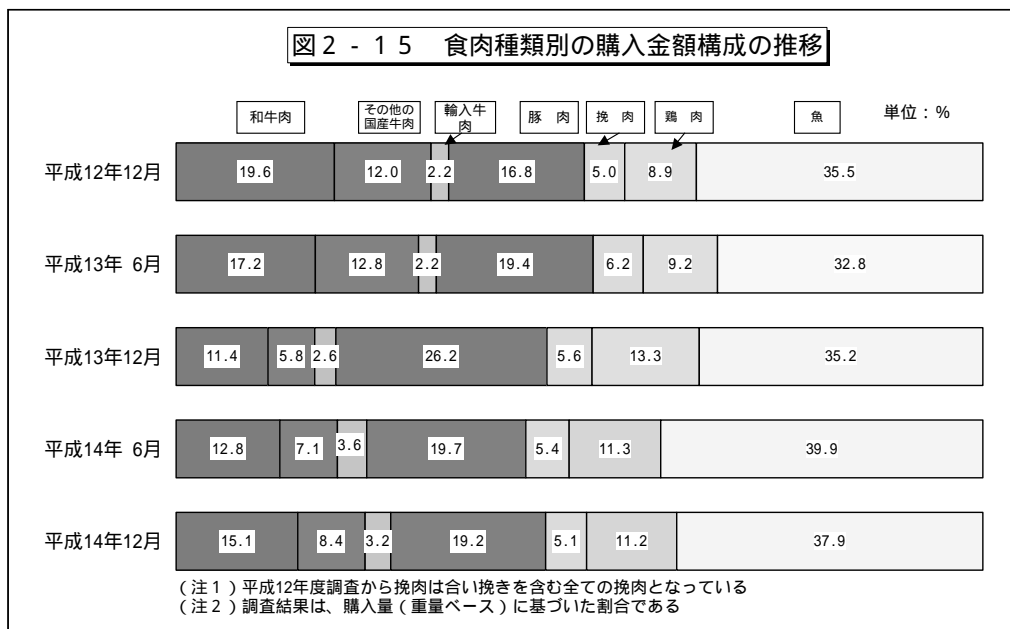 図２-１５　食肉種類別の購入金額構成の推移
和牛肉
その他の
国産牛肉
輸入牛
肉
豚　肉
挽　肉
鶏　肉
魚
単位：％
平成12年12月
19.6
12.0
2.2
16.8
5.0
8.9
35.5
平成13年 6月
17.2
12.8
2.2
19.4
6.2
9.2
32.8
平成13年12月
11.4
5.8
2.6
26.2
5.6
13.3
35.2
平成14年 6月
12.8
7.1
3.6
19.7
5.4
11.3
39.9
平成14年12月
15.1
8.4
3.2
19.2
5.1
11.2
37.9
（注１）平成12年度調査から挽肉は合い挽きを含む全ての挽肉となっている
（注２）調査結果は、購入量（重量ベース）に基づいた割合である